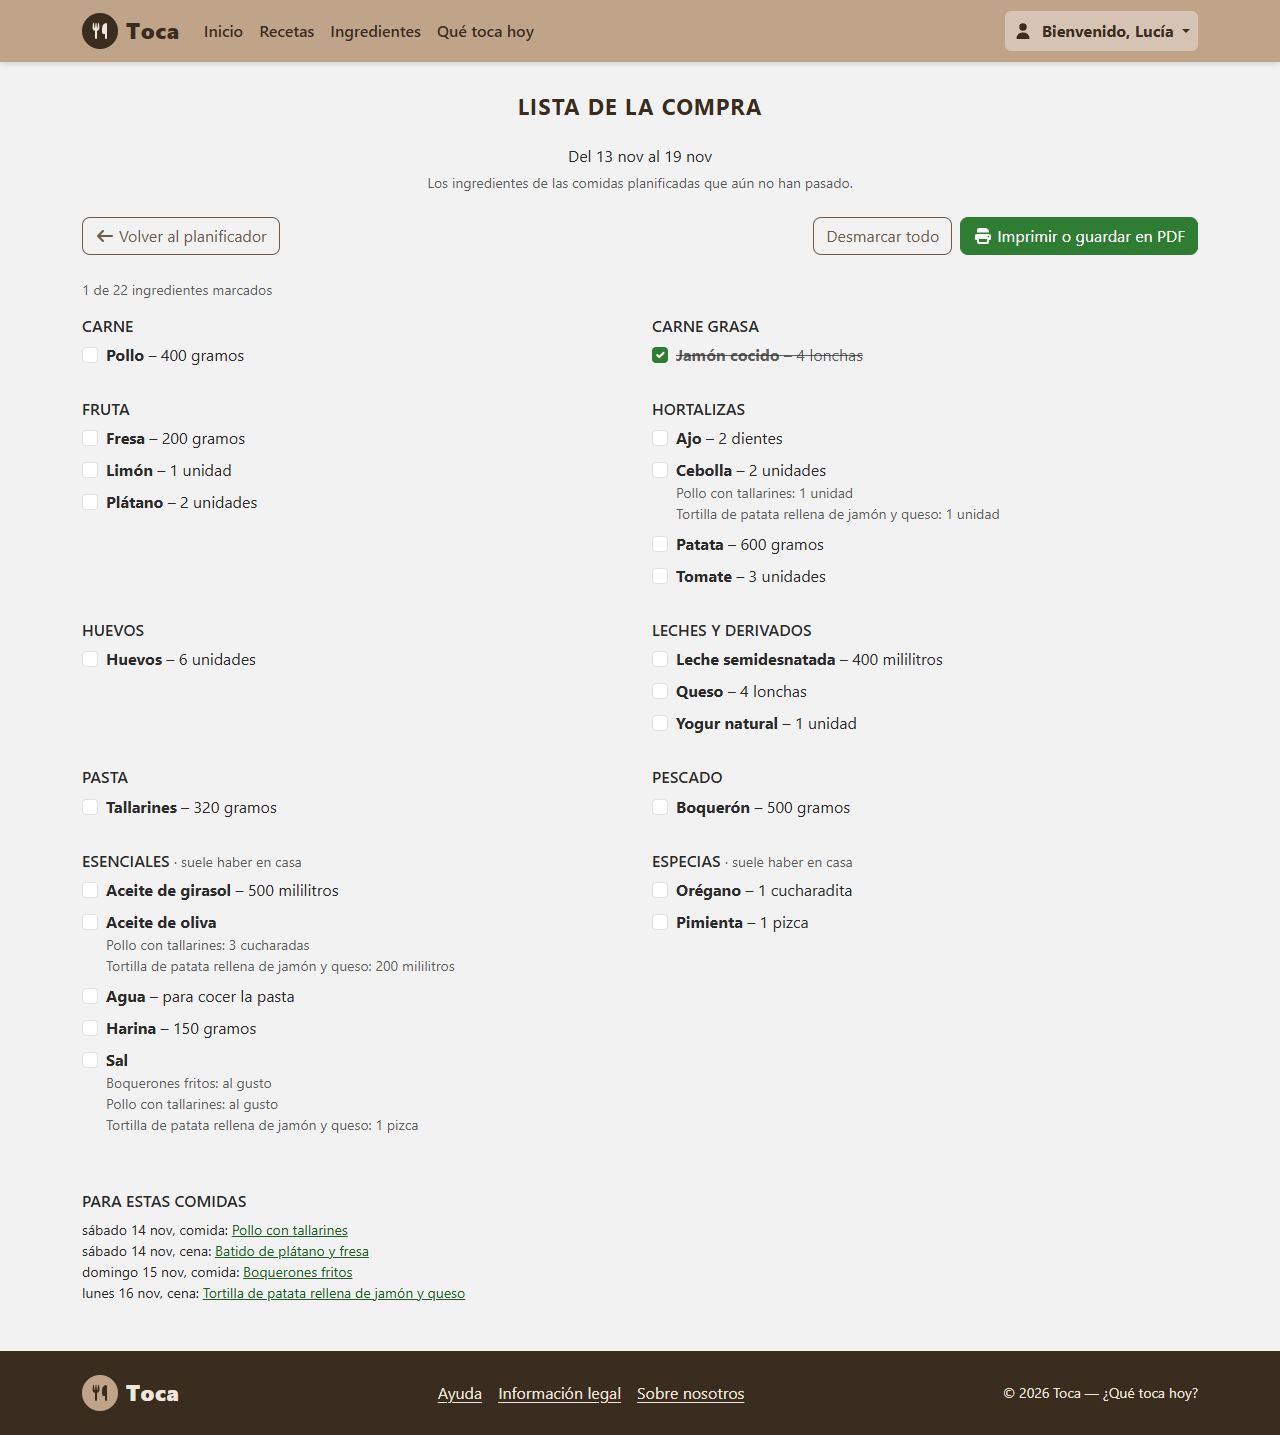 Toca
Inicio
Recetas
Ingredientes
Qué toca hoy
Bienvenido, Lucía
LISTA DE LA COMPRA
Del 13 nov al 19 nov
Los ingredientes de las comidas planificadas que aún no han pasado.
Volver al planificador
Desmarcar todo
Imprimir o guardar en PDF
1 de 22 ingredientes marcados
CARNE
Pollo – 400 gramos
CARNE GRASA
Jamón cocido – 4 lonchas
FRUTA
Fresa – 200 gramos
Limón – 1 unidad
Plátano – 2 unidades
HORTALIZAS
Ajo – 2 dientes
Cebolla – 2 unidades
Pollo con tallarines: 1 unidad
Tortilla de patata rellena de jamón y queso: 1 unidad
Patata – 600 gramos
Tomate – 3 unidades
HUEVOS
Huevos – 6 unidades
LECHES Y DERIVADOS
Leche semidesnatada – 400 mililitros
Queso – 4 lonchas
Yogur natural – 1 unidad
PASTA
Tallarines – 320 gramos
PESCADO
Boquerón – 500 gramos
ESENCIALES · suele haber en casa
Aceite de girasol – 500 mililitros
Aceite de oliva
Pollo con tallarines: 3 cucharadas
Tortilla de patata rellena de jamón y queso: 200 mililitros
Agua – para cocer la pasta
Harina – 150 gramos
Sal
Boquerones fritos: al gusto
Pollo con tallarines: al gusto
Tortilla de patata rellena de jamón y queso: 1 pizca
ESPECIAS · suele haber en casa
Orégano – 1 cucharadita
Pimienta – 1 pizca
PARA ESTAS COMIDAS
sábado 14 nov, comida: Pollo con tallarines
sábado 14 nov, cena: Batido de plátano y fresa
domingo 15 nov, comida: Boquerones fritos
lunes 16 nov, cena: Tortilla de patata rellena de jamón y queso
Toca
Ayuda
Información legal
Sobre nosotros
© 2026 Toca — ¿Qué toca hoy?